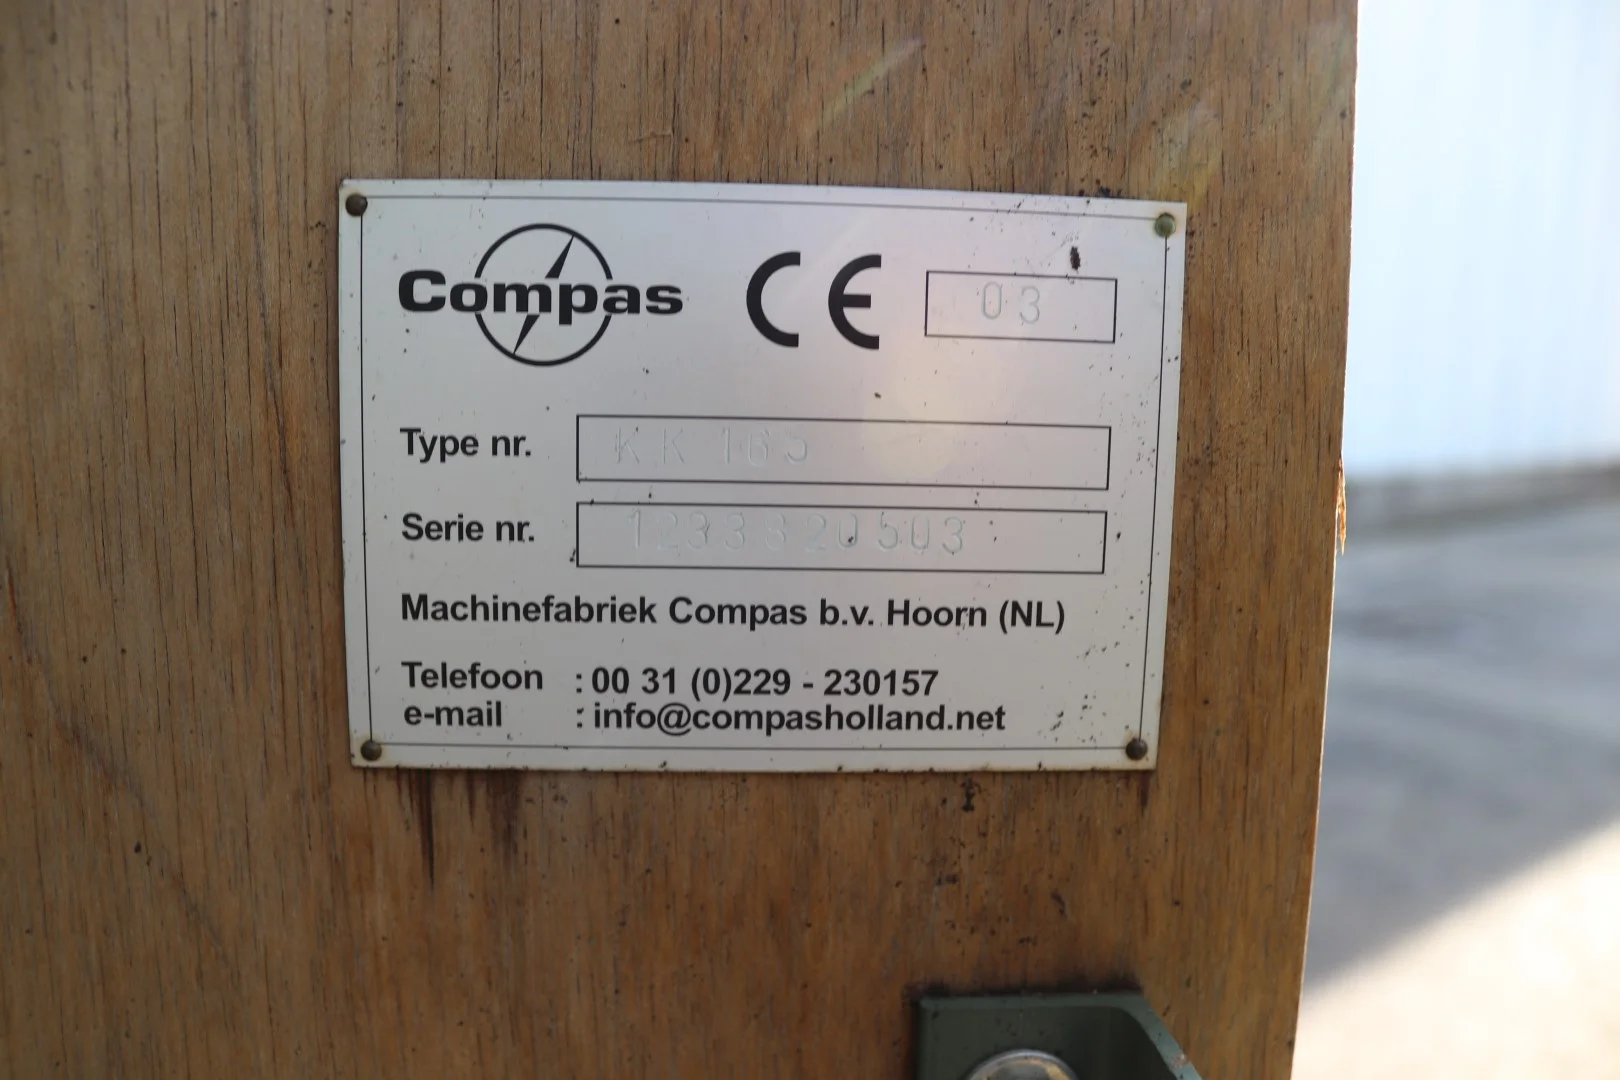 Compas CE 03
Type nr. KK 165
Serie nr. 1233820503
Machinefabriek Compas b.v. Hoorn (NL)
Telefoon : 00 31 (0)229 - 230157
e-mail : info@compasholland.net